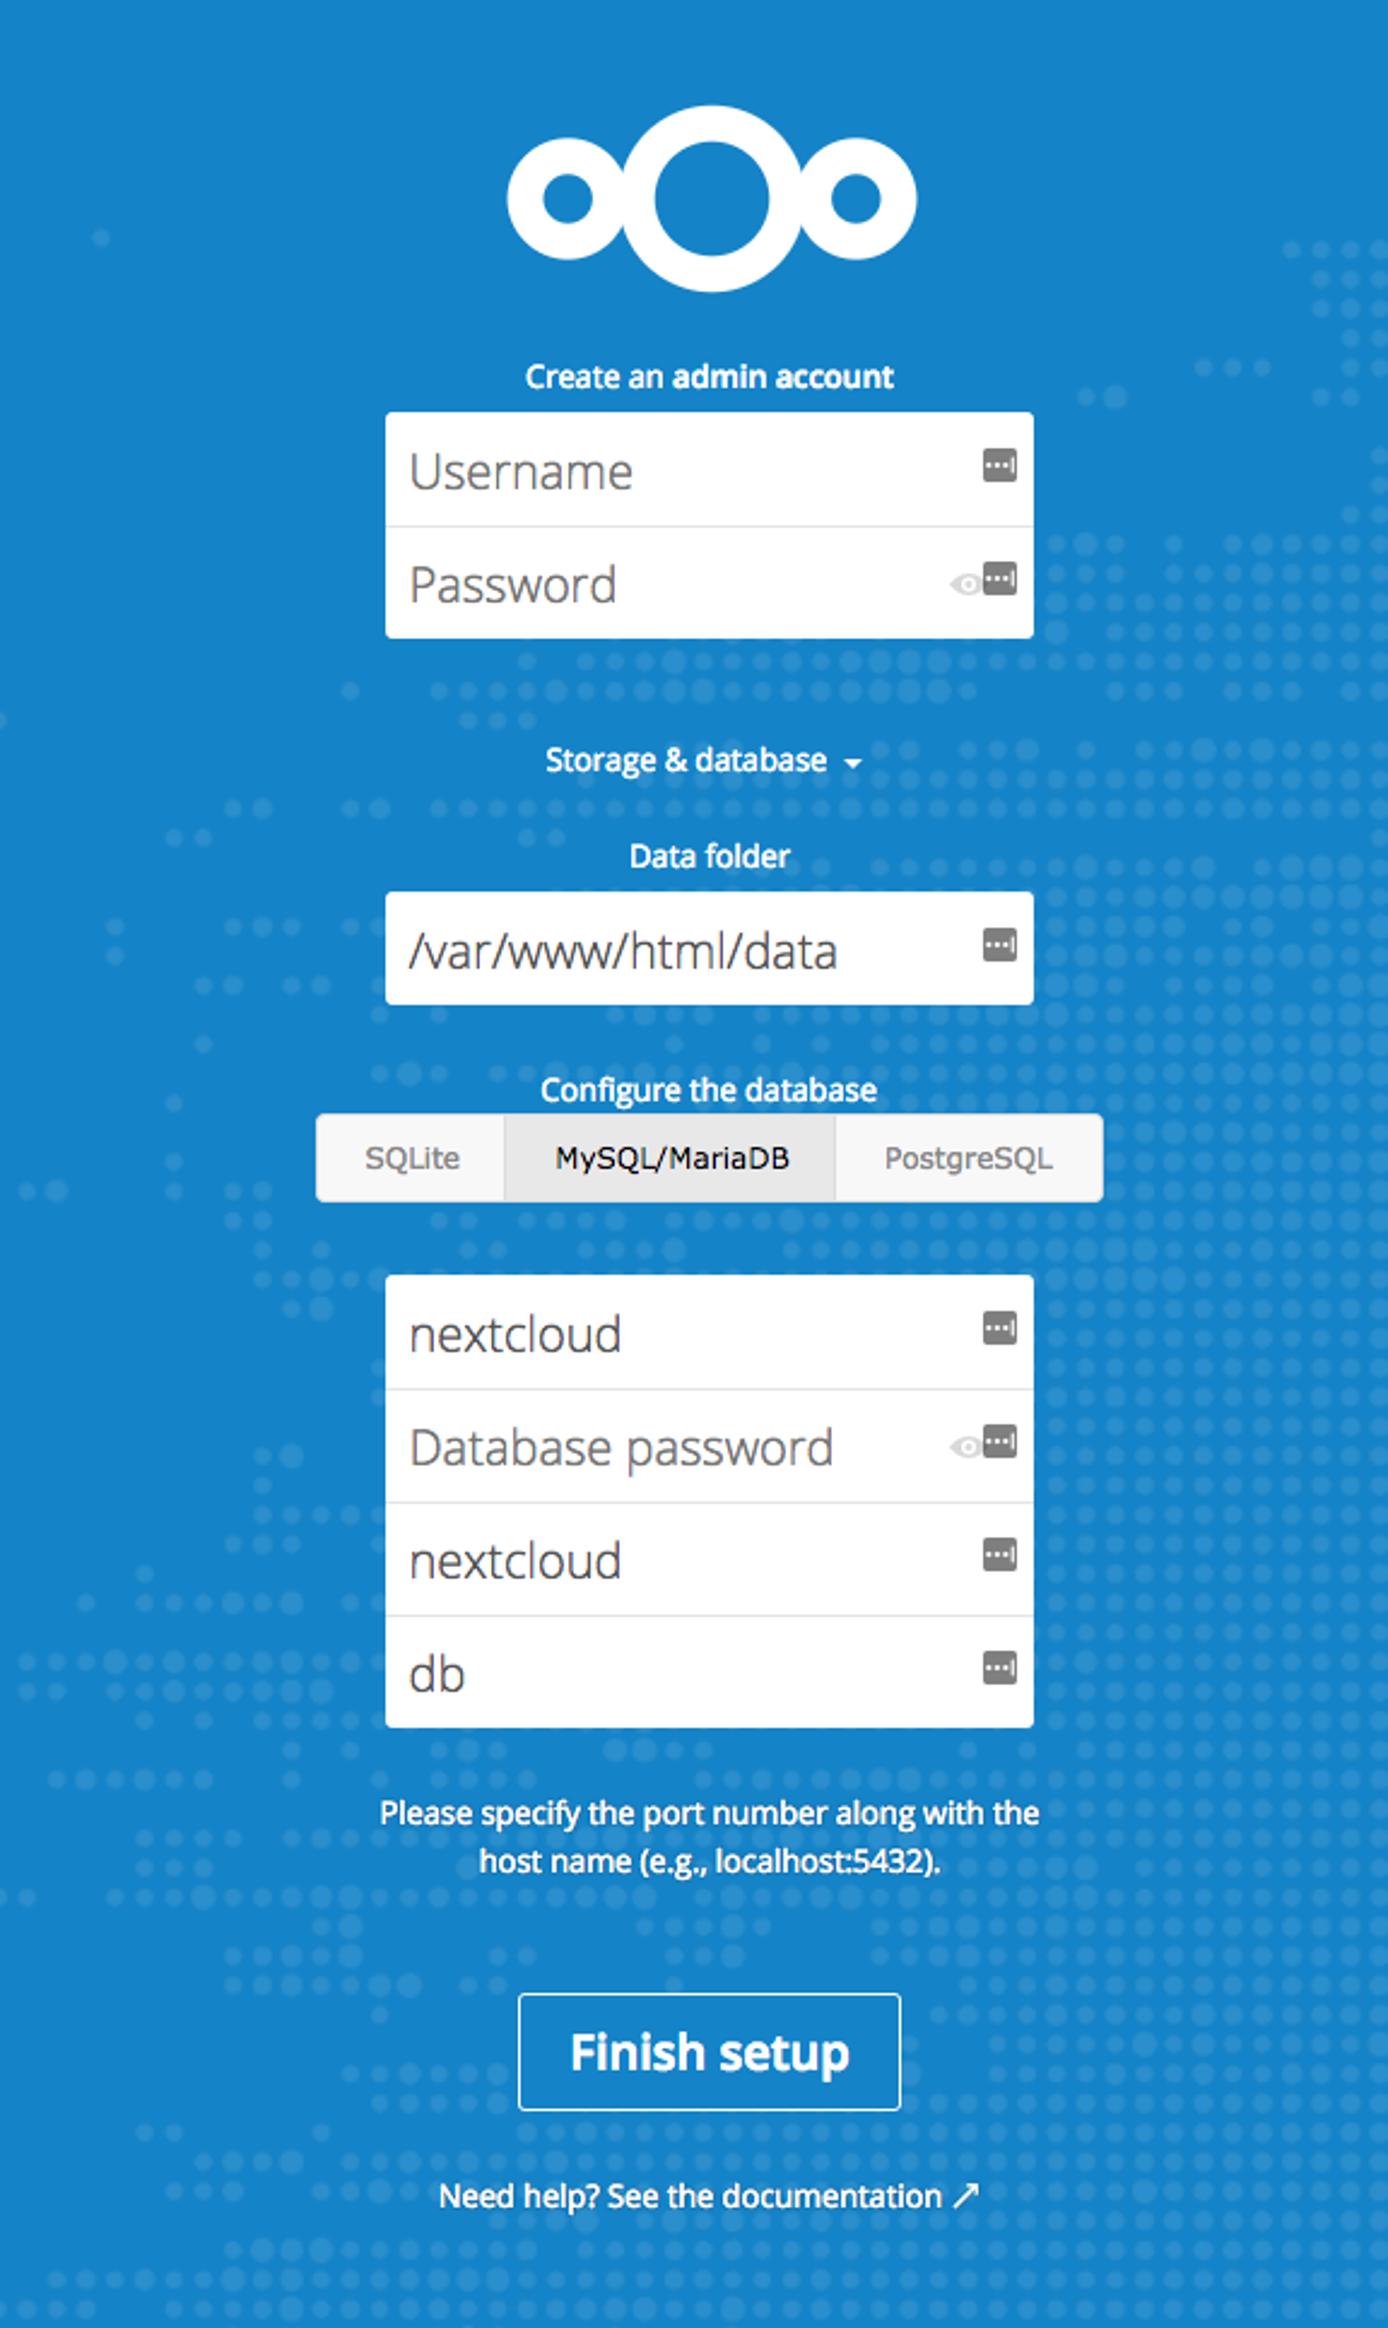 Create an admin account
Username
Password
Storage & database
Data folder
/var/www/html/data
Configure the database
SQLite MySQL/MariaDB PostgreSQL
nextcloud
Database password
nextcloud
db
Please specify the port number along with the
host name (e.g., localhost:5432).
Finish setup
Need help? See the documentation ↗